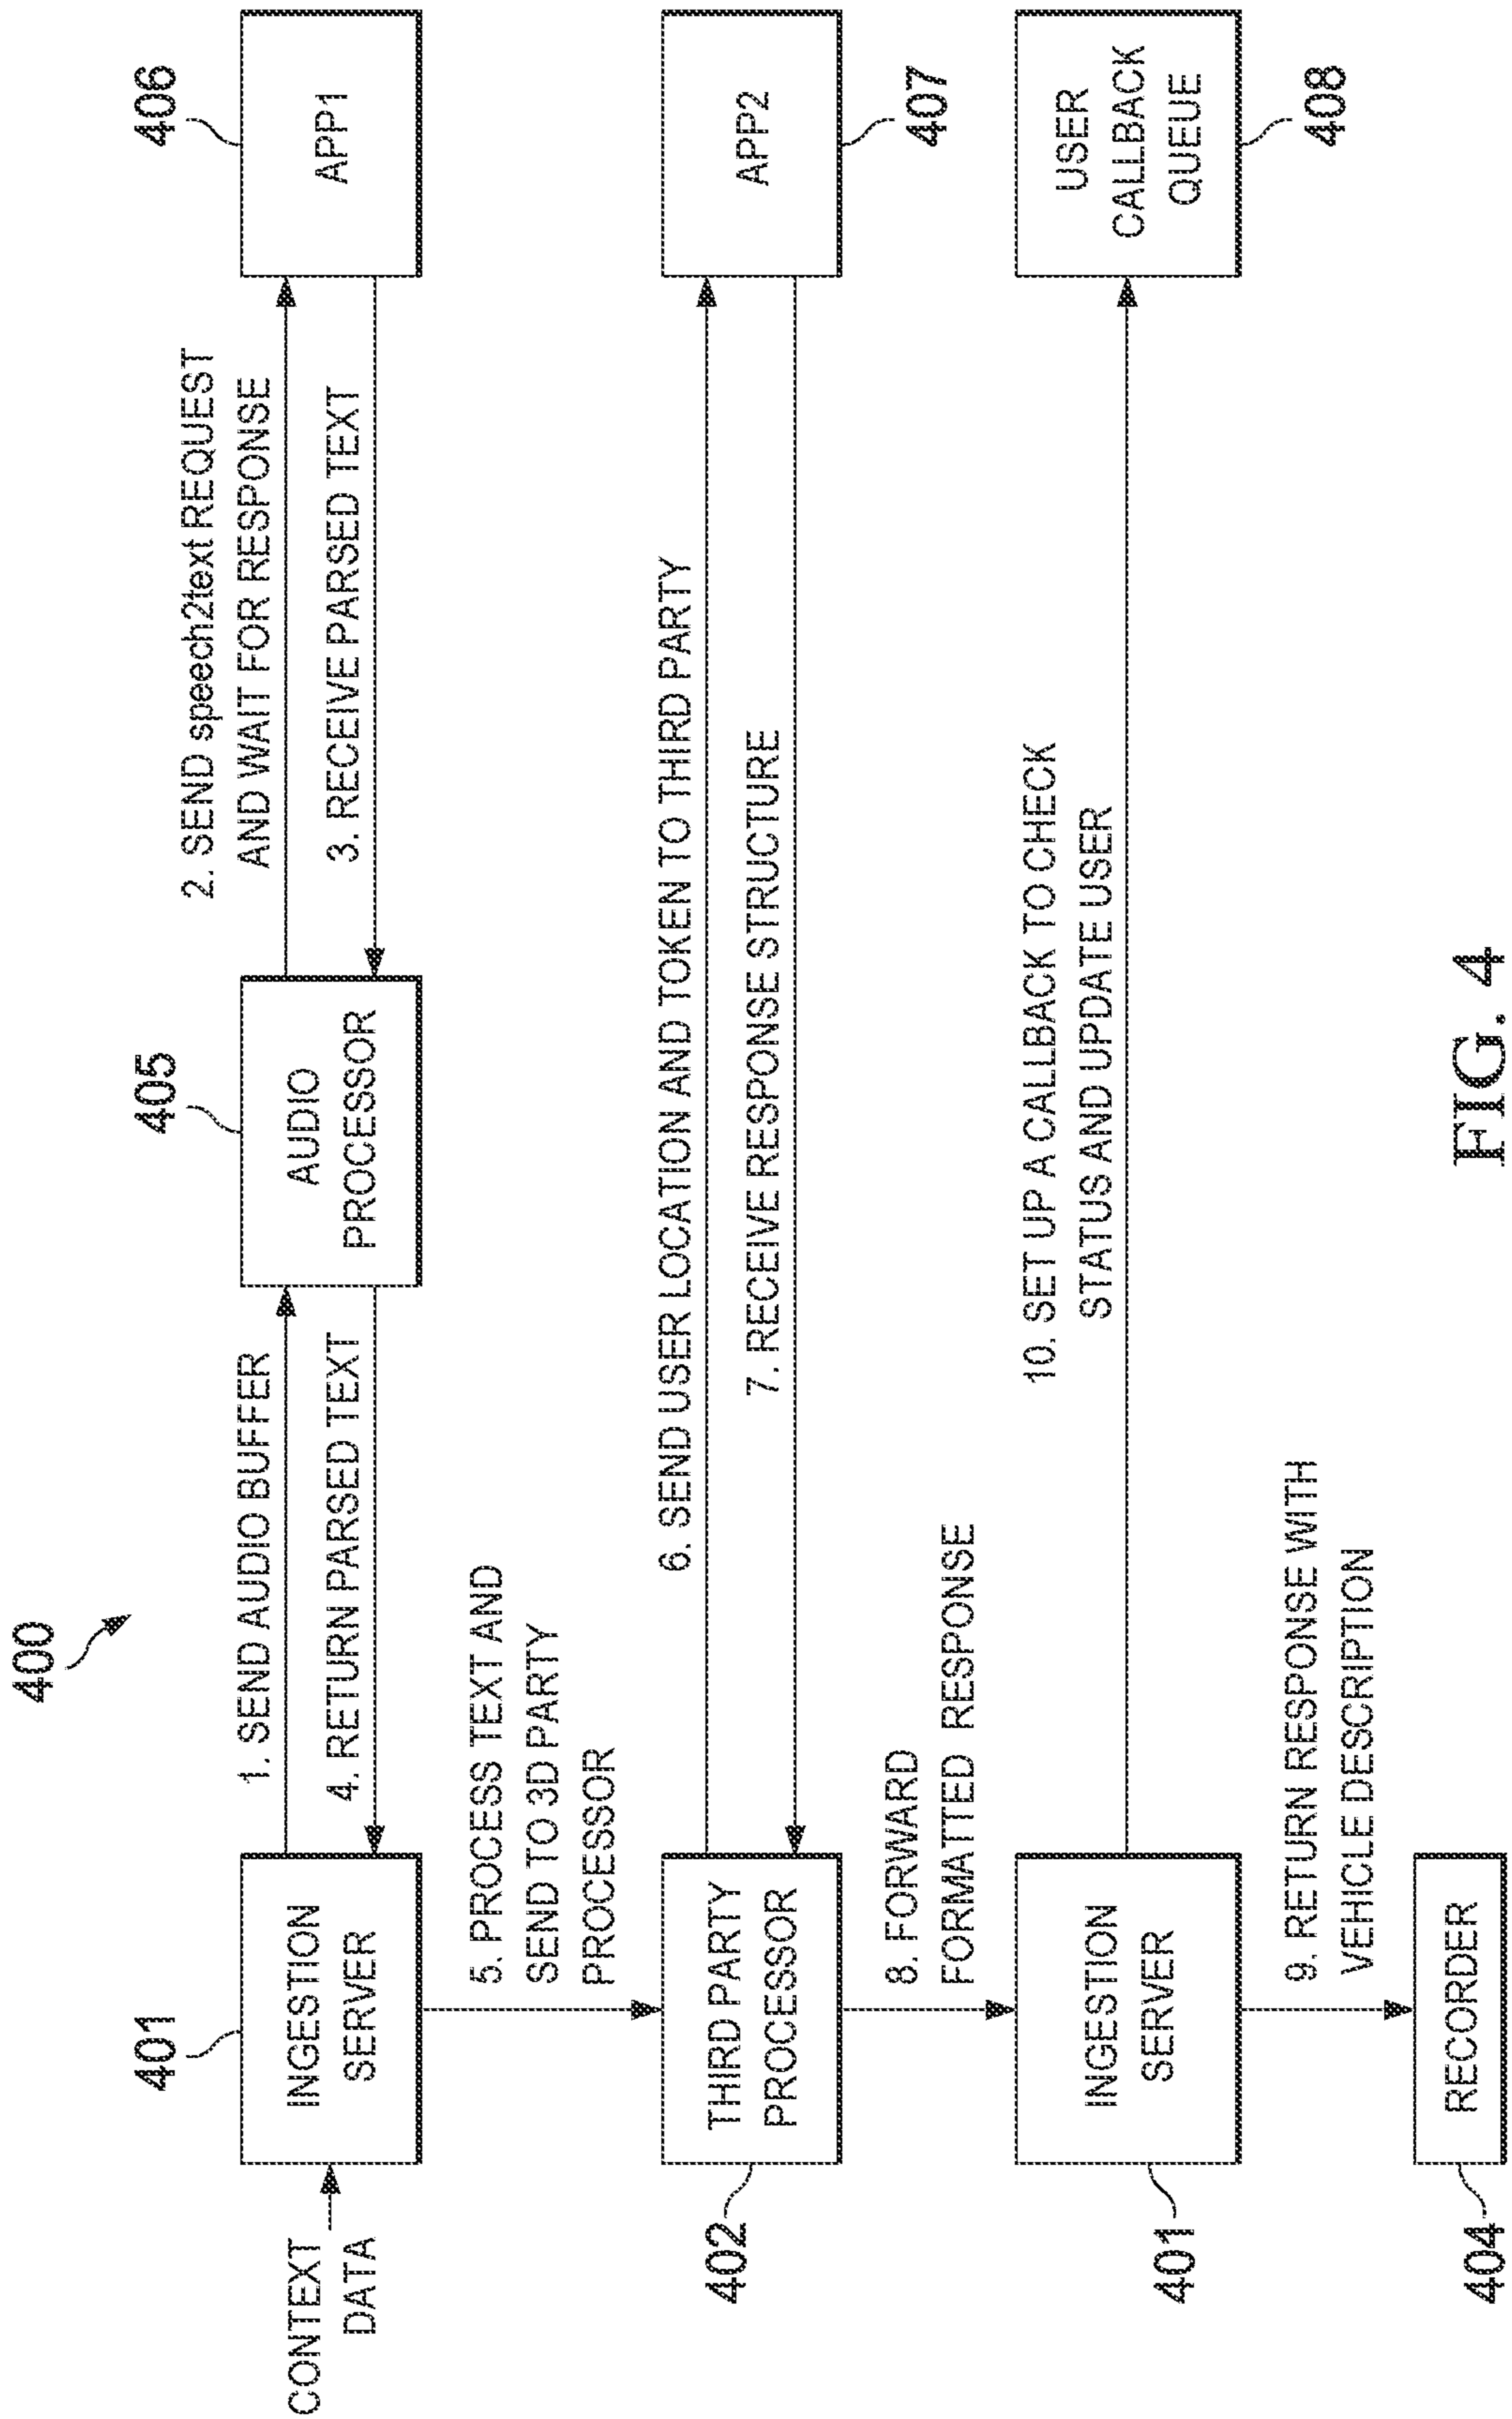 400
401
405
406
CONTEXT
DATA
INGESTION
SERVER
1. SEND AUDIO BUFFER
4. RETURN PARSED TEXT
AUDIO
PROCESSOR
2. SEND speech2text REQUEST
AND WAIT FOR RESPONSE
3. RECEIVE PARSED TEXT
APP1
5. PROCESS TEXT AND
SEND TO 3D PARTY
PROCESSOR
402
THIRD PARTY
PROCESSOR
6. SEND USER LOCATION AND TOKEN TO THIRD PARTY
7. RECEIVE RESPONSE STRUCTURE
APP2
407
8. FORWARD
FORMATTED RESPONSE
401
INGESTION
SERVER
10. SET UP A CALLBACK TO CHECK
STATUS AND UPDATE USER
USER
CALLBACK
QUEUE
408
9. RETURN RESPONSE WITH
VEHICLE DESCRIPTION
404
RECORDER
FIG. 4